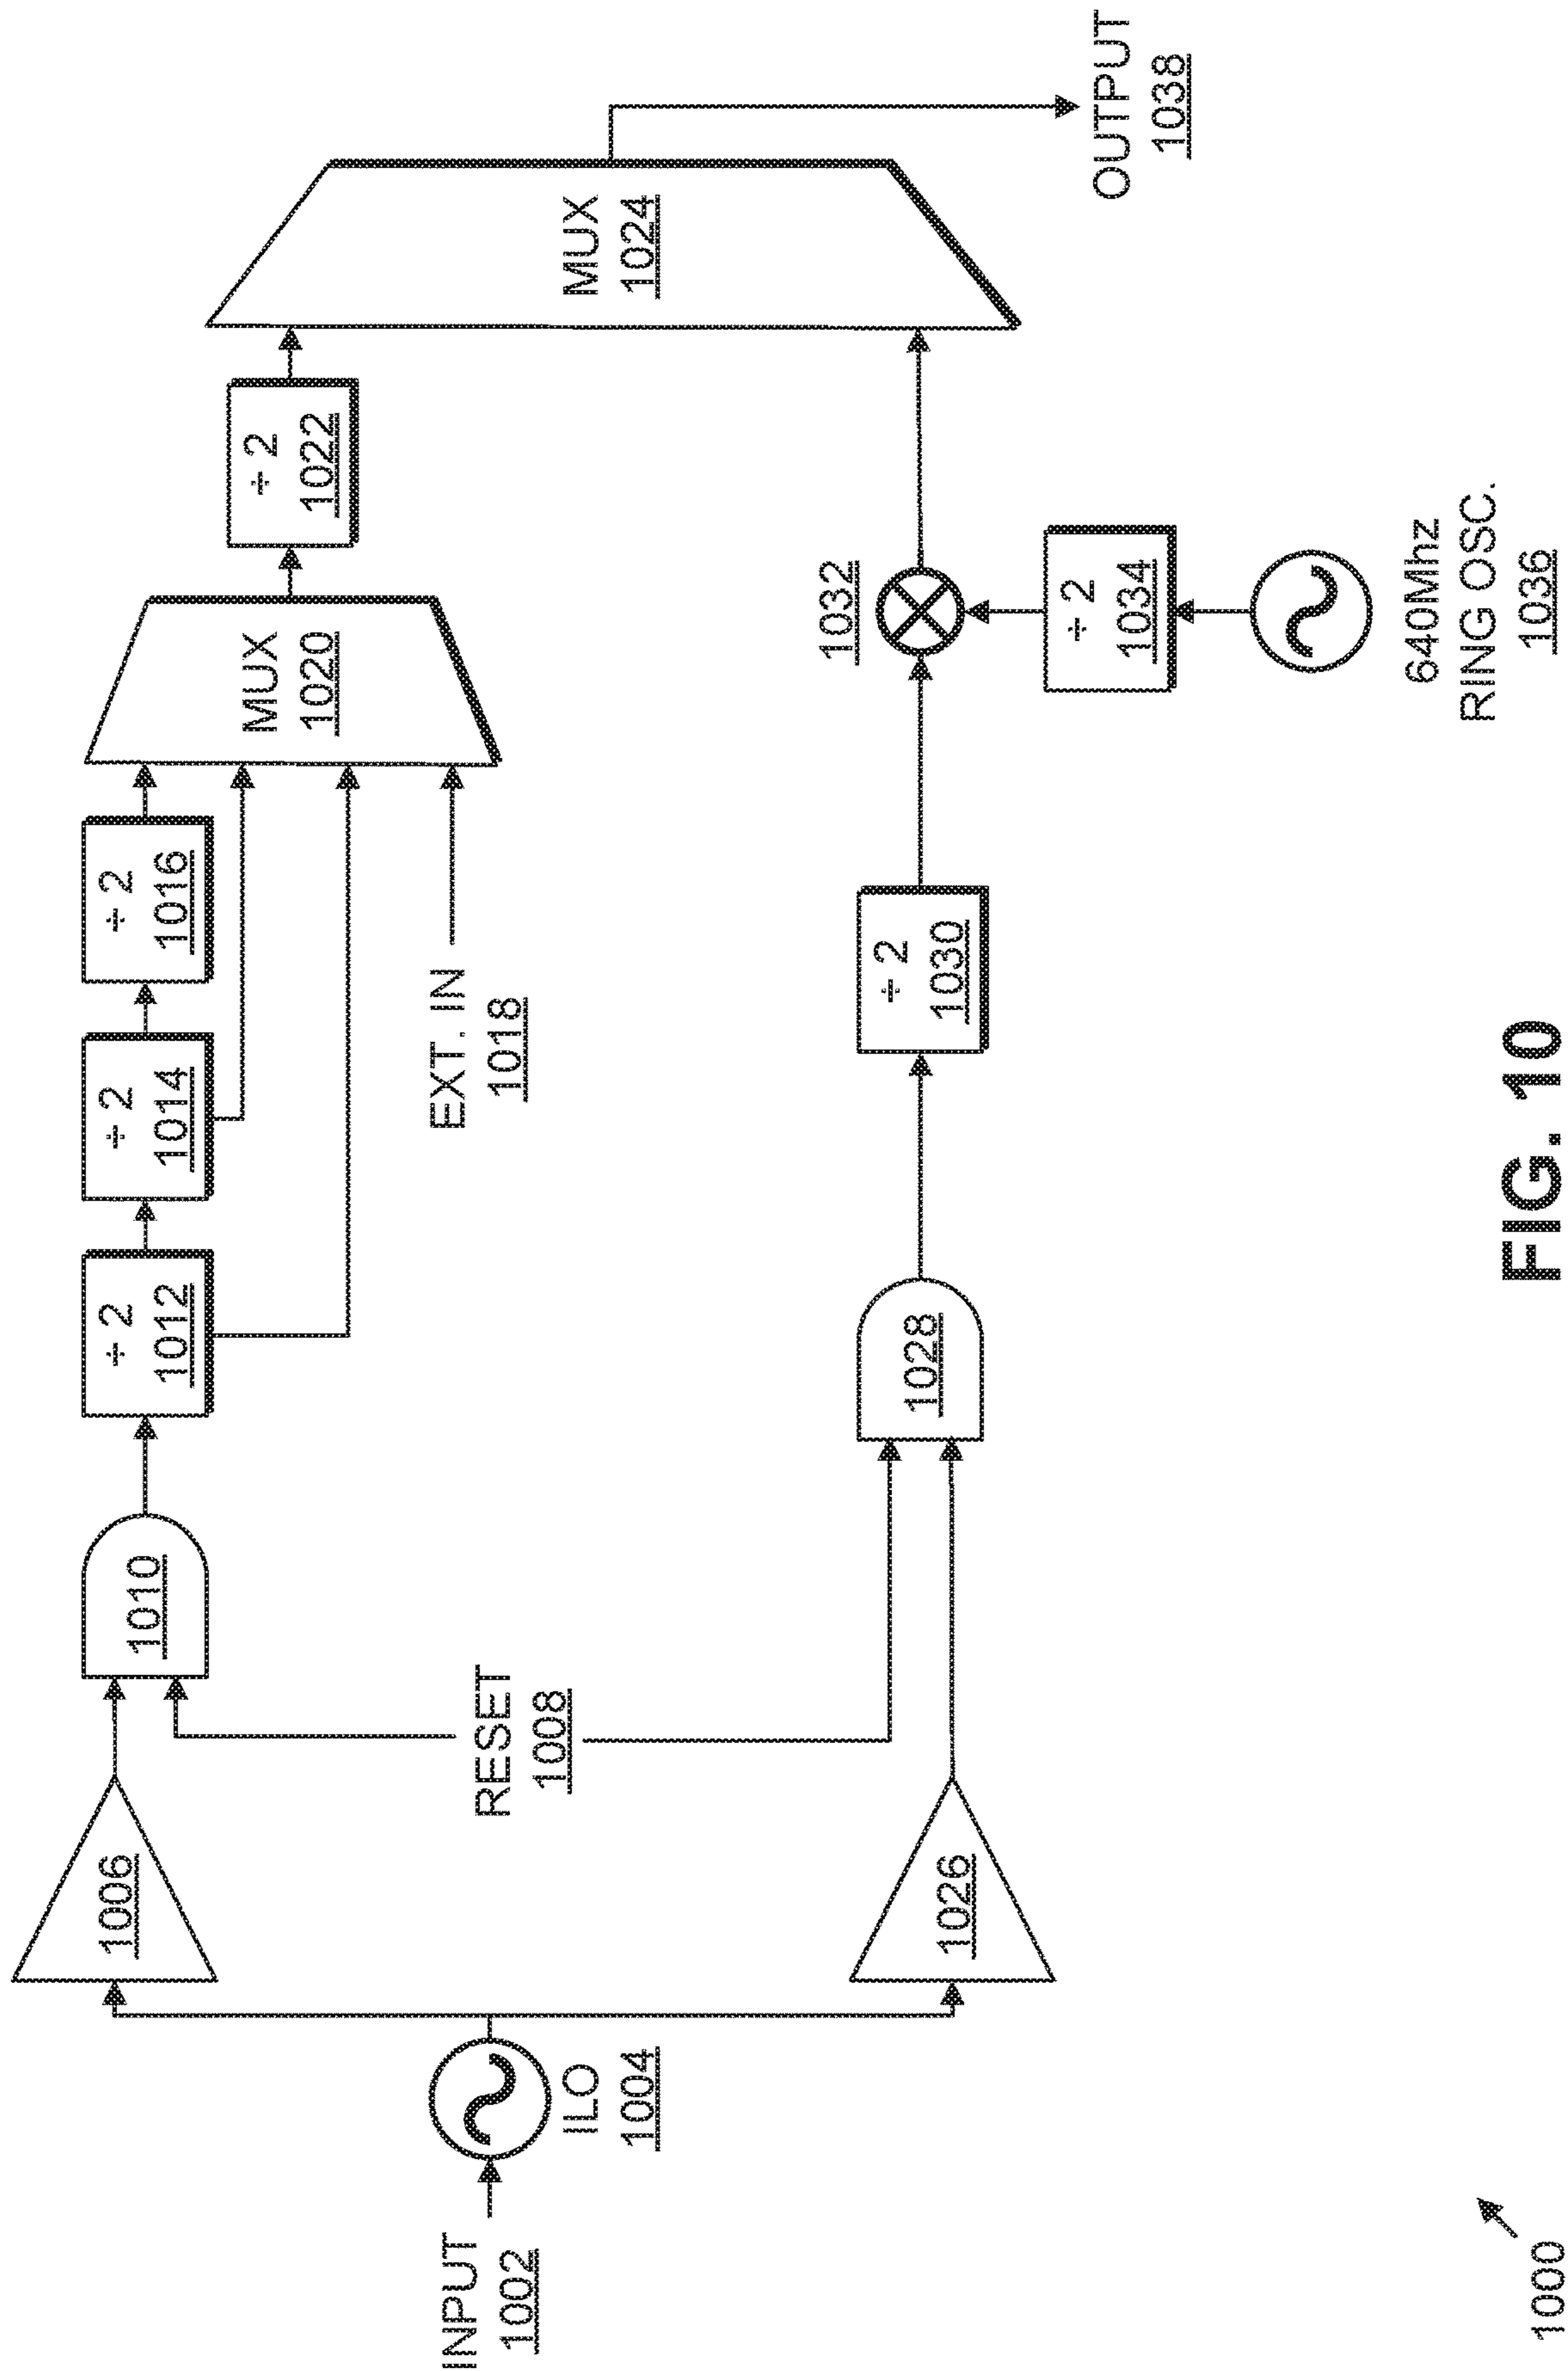 INPUT
1002
ILO
1004
1006
1026
RESET
1008
1010
1028
÷ 2
1012
÷ 2
1014
÷ 2
1016
EXT. IN
1018
÷ 2
1030
MUX
1020
1032
÷ 2
1034
640Mhz
RING OSC.
1036
÷ 2
1022
MUX
1024
OUTPUT
1038
1000
FIG. 10